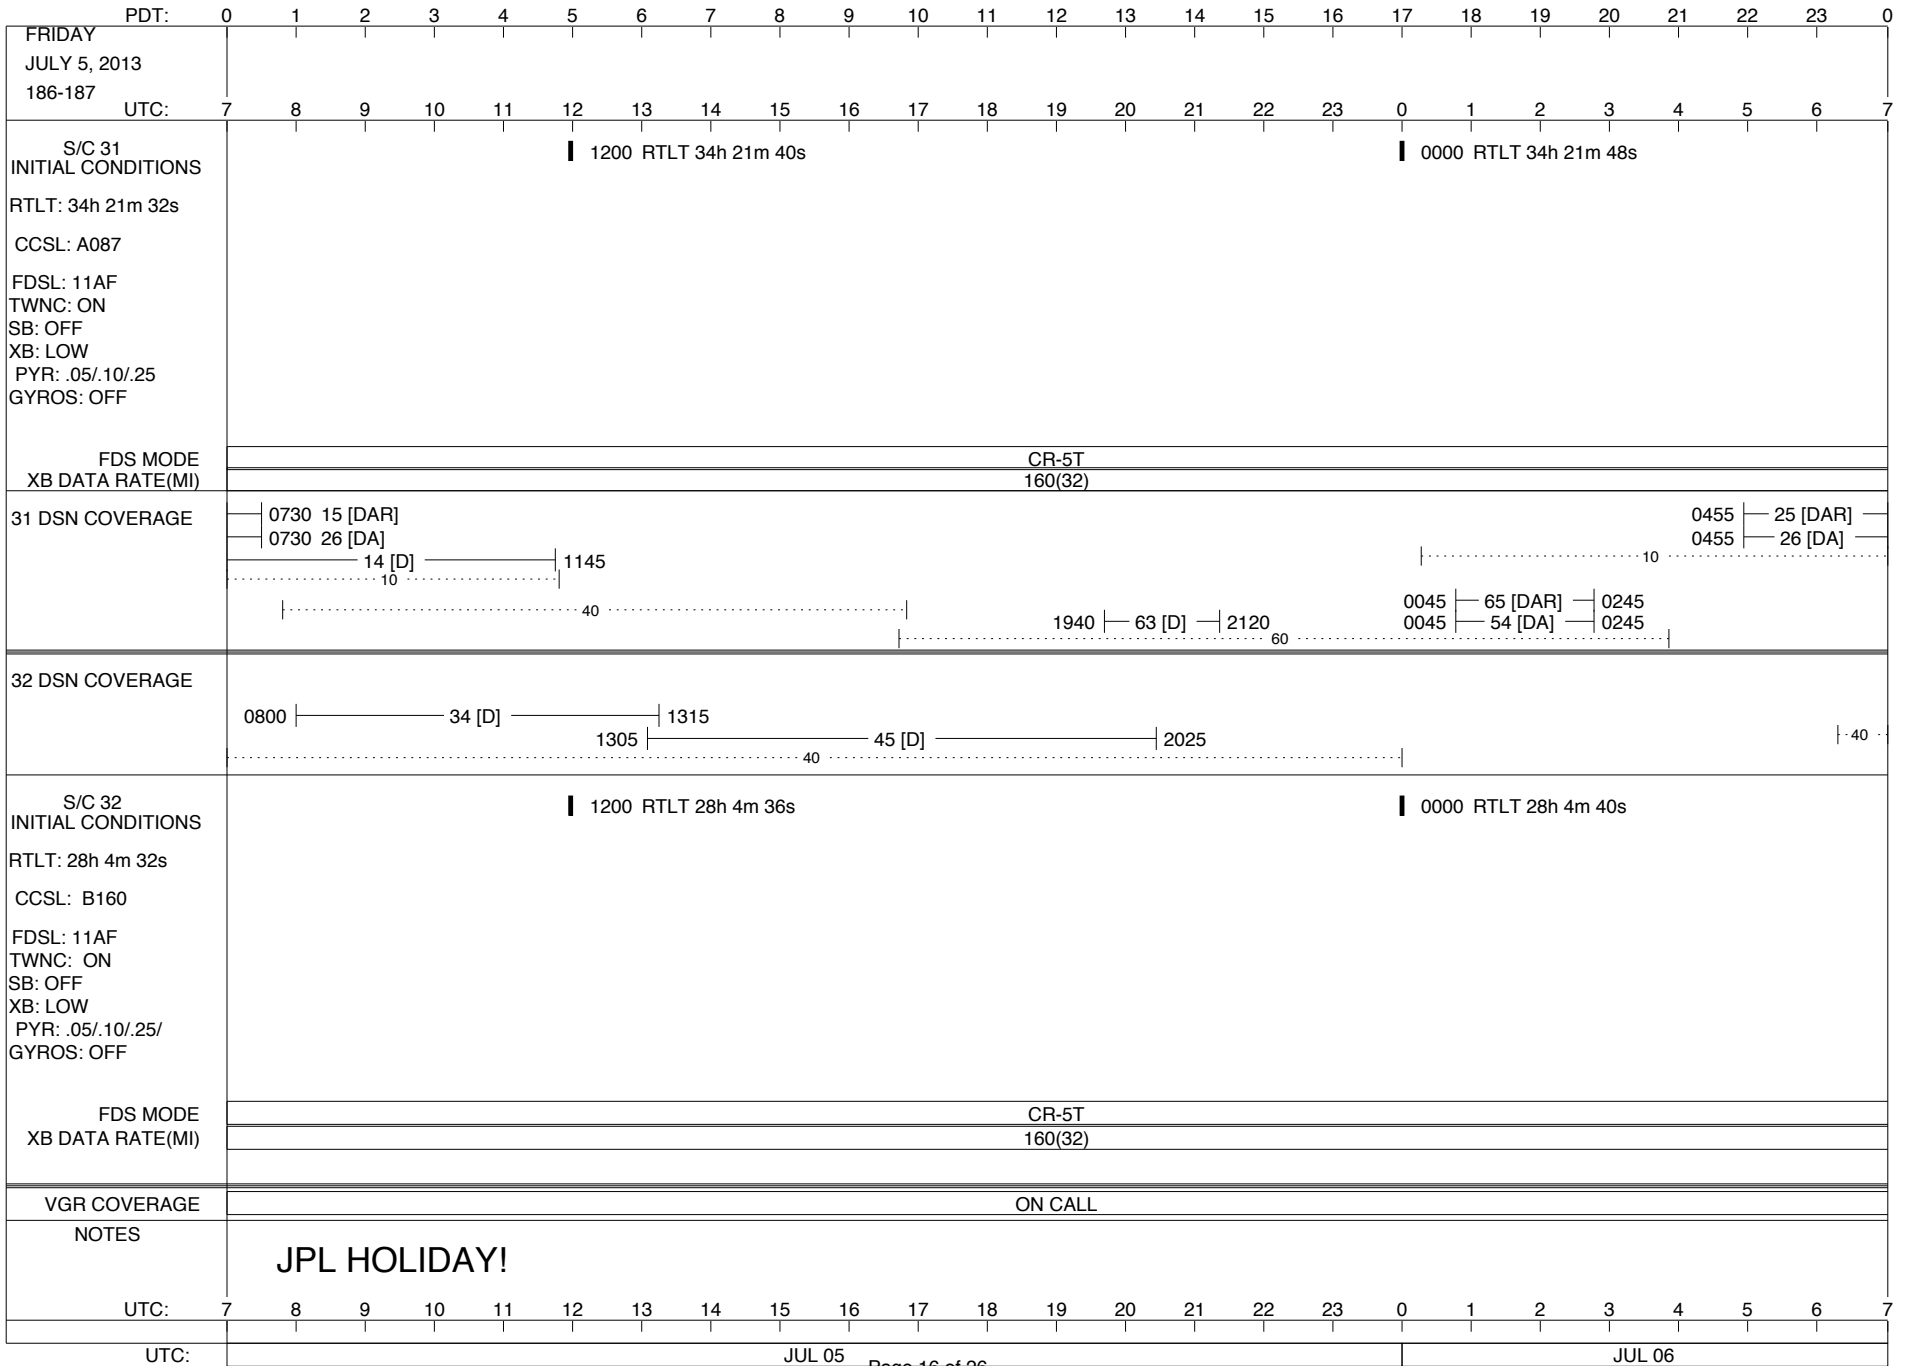 PDT: 0 1 2 3 4 5 6 7 8 9 10 11 12 13 14 15 16 17 18 19 20 21 22 23 0
FRIDAY
JULY 5, 2013
186-187
UTC: 7 8 9 10 11 12 13 14 15 16 17 18 19 20 21 22 23 0 1 2 3 4 5 6 7
S/C 31
INITIAL CONDITIONS
1200 RTLT 34h 21m 40s
0000 RTLT 34h 21m 48s
RTLT: 34h 21m 32s
CCSL: A087
FDSL: 11AF
TWNC: ON
SB: OFF
XB: LOW
PYR: .05/.10/.25
GYROS: OFF
FDS MODE CR-5T
XB DATA RATE(MI) 160(32)
31 DSN COVERAGE
0730 15 [DAR]
0455 25 [DAR]
0730 26 [DA]
0455 26 [DA]
14 [D] 1145
10
10
40
0045 65 [DAR] 0245
1940 63 [D] 2120
0045 54 [DA] 0245
60
32 DSN COVERAGE
0800 34 [D] 1315
1305 45 [D] 2025
40
40
S/C 32
INITIAL CONDITIONS
1200 RTLT 28h 4m 36s
0000 RTLT 28h 4m 40s
RTLT: 28h 4m 32s
CCSL: B160
FDSL: 11AF
TWNC: ON
SB: OFF
XB: LOW
PYR: .05/.10/.25/
GYROS: OFF
FDS MODE CR-5T
XB DATA RATE(MI) 160(32)
VGR COVERAGE ON CALL
NOTES
JPL HOLIDAY!
UTC: 7 8 9 10 11 12 13 14 15 16 17 18 19 20 21 22 23 0 1 2 3 4 5 6 7
UTC: JUL 05 JUL 06
Page 16 of 26